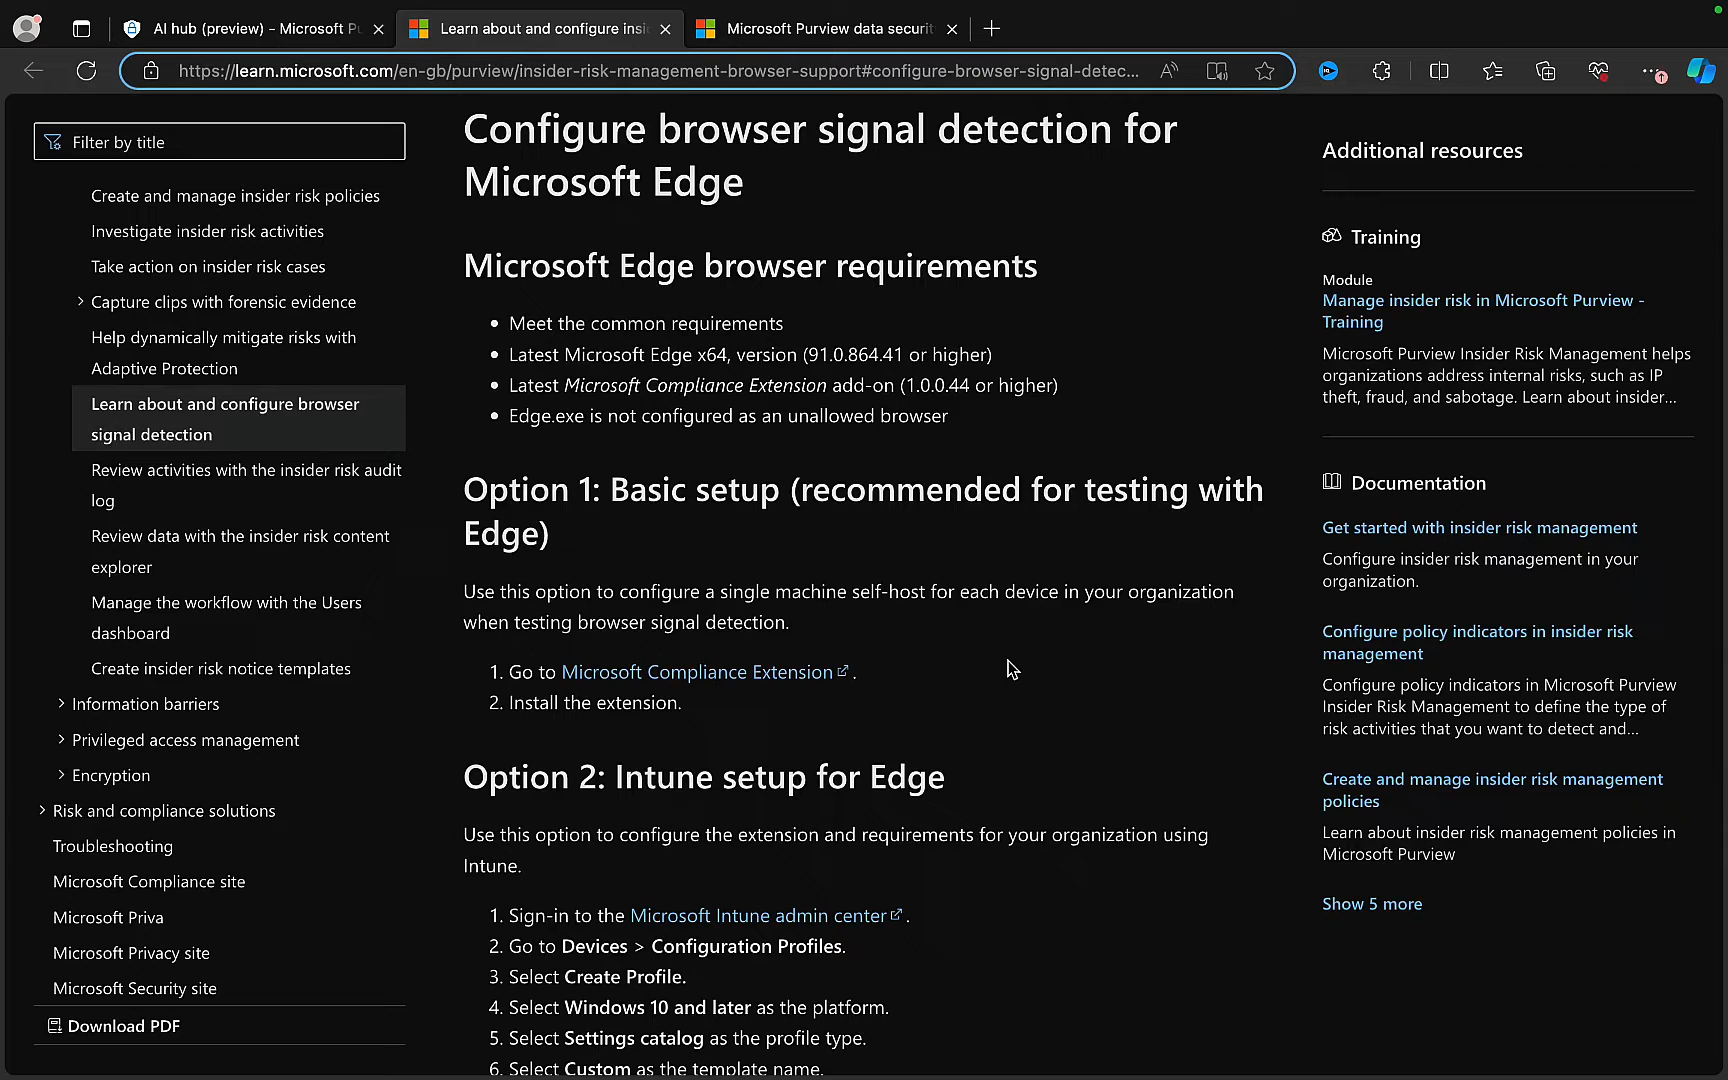 AI hub (preview) - Microsoft Pu
Learn about and configure insi
Microsoft Purview data securit
https://learn.microsoft.com/en-gb/purview/insider-risk-management-browser-support#configure-browser-signal-detec...
Filter by title
Create and manage insider risk policies
Investigate insider risk activities
Take action on insider risk cases
Capture clips with forensic evidence
Help dynamically mitigate risks with
Adaptive Protection
Learn about and configure browser
signal detection
Review activities with the insider risk audit
log
Review data with the insider risk content
explorer
Manage the workflow with the Users
dashboard
Create insider risk notice templates
Information barriers
Privileged access management
Encryption
Risk and compliance solutions
Troubleshooting
Microsoft Compliance site
Microsoft Priva
Microsoft Privacy site
Microsoft Security site
Download PDF
Configure browser signal detection for
Microsoft Edge
Microsoft Edge browser requirements
• Meet the common requirements
• Latest Microsoft Edge x64, version (91.0.864.41 or higher)
• Latest Microsoft Compliance Extension add-on (1.0.0.44 or higher)
• Edge.exe is not configured as an unallowed browser
Option 1: Basic setup (recommended for testing with
Edge)
Use this option to configure a single machine self-host for each device in your organization
when testing browser signal detection.
1. Go to Microsoft Compliance Extension .
2. Install the extension.
Option 2: Intune setup for Edge
Use this option to configure the extension and requirements for your organization using
Intune.
1. Sign-in to the Microsoft Intune admin center .
2. Go to Devices > Configuration Profiles.
3. Select Create Profile.
4. Select Windows 10 and later as the platform.
5. Select Settings catalog as the profile type.
6. Select Custom as the template name.
Additional resources
Training
Module
Manage insider risk in Microsoft Purview -
Training
Microsoft Purview Insider Risk Management helps
organizations address internal risks, such as IP
theft, fraud, and sabotage. Learn about insider...
Documentation
Get started with insider risk management
Configure insider risk management in your
organization.
Configure policy indicators in insider risk
management
Configure policy indicators in Microsoft Purview
Insider Risk Management to define the type of
risk activities that you want to detect and...
Create and manage insider risk management
policies
Learn about insider risk management policies in
Microsoft Purview
Show 5 more